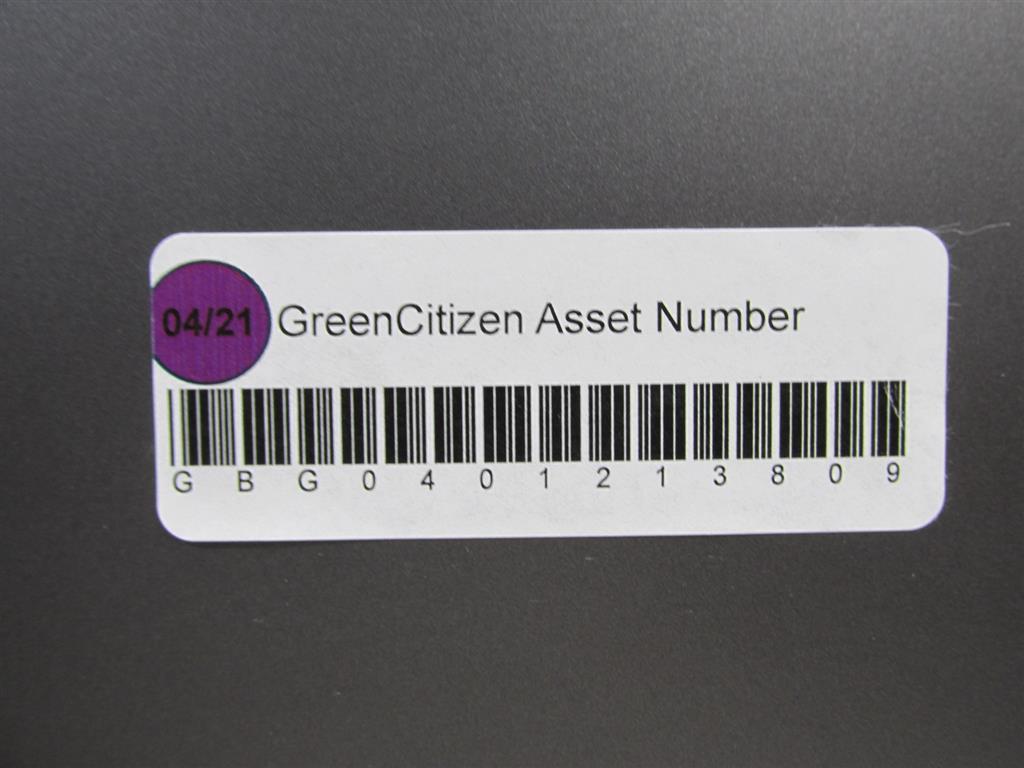 04/21 GreenCitizen Asset Number
G B G 0 4 0 1 2 1 3 8 0 9